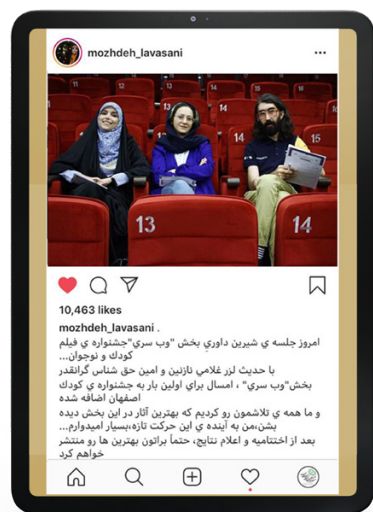 mozhdeh_lavasani
14
14
15
13
14
10,463 likes
mozhdeh_lavasani .
امروز جلسه ي شيرين داوري بخش "وب سري"جشنواره ي فيلم
كودك و نوجوان...
با حديث لزر غلامي نازنين و امين حق شناس گرانقدر
بخش"وب سري" ، امسال براي اولين بار به جشنواره ي كودك
اصفهان اضافه شده
و ما همه ي تلاشمون رو كرديم كه بهترين آثار در اين بخش ديده
بشن،من به آينده ي اين حركت تازه،بسيار اميدوارم...
بعد از اختتاميه و اعلام نتايج، حتماً براتون بهترين ها رو منتشر
خواهم كرد